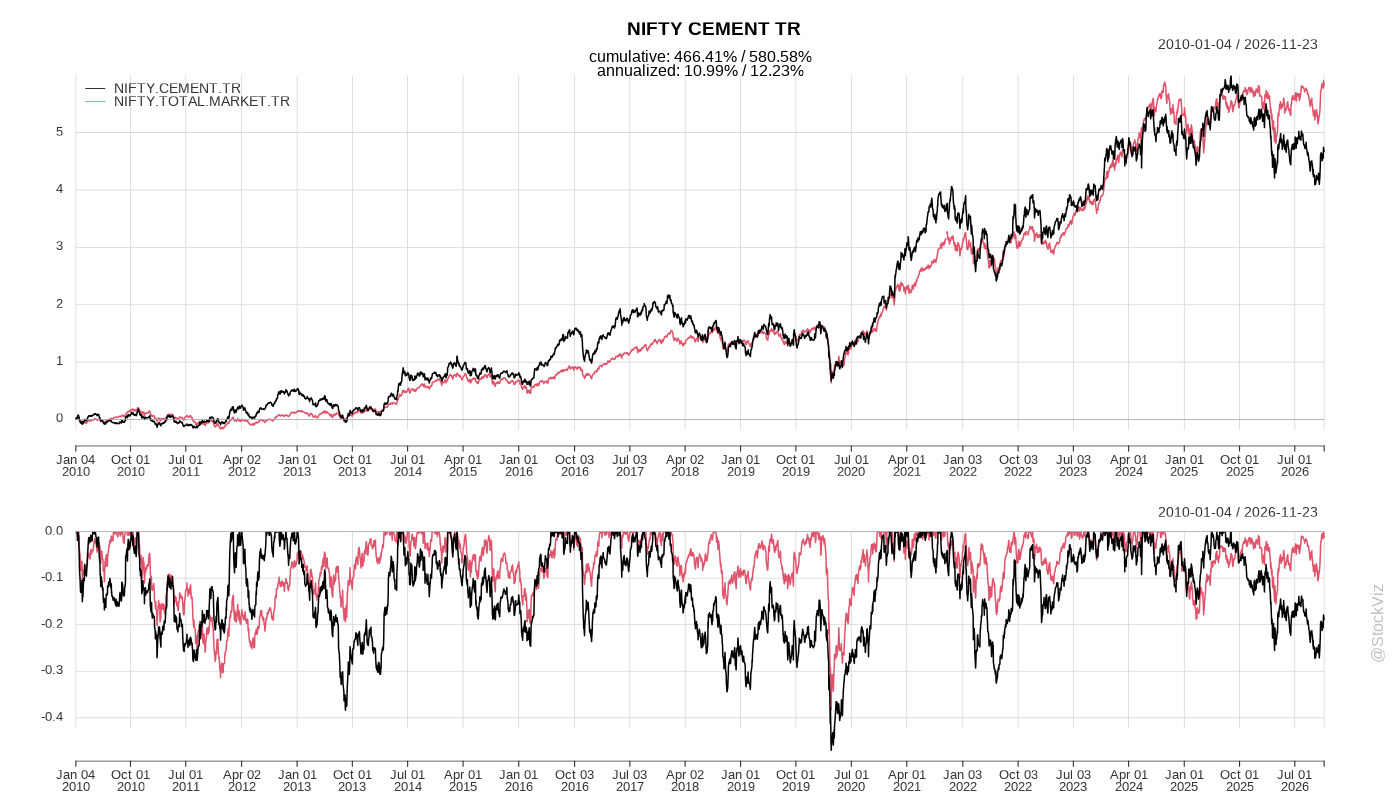 NIFTY CEMENT TR
2010-01-04 / 2026-11-23
cumulative: 466.41% / 580.58%
annualized: 10.99% / 12.23%
NIFTY.CEMENT.TR
NIFTY.TOTAL.MARKET.TR
5
4
3
2
1
0
Jan 04 Oct 01 Jul 01 Apr 02 Jan 01 Oct 01 Jul 01 Apr 01 Jan 01 Oct 03 Jul 03 Apr 02 Jan 01 Oct 01 Jul 01 Apr 01 Jan 03 Oct 03 Jul 03 Apr 01 Jan 01 Oct 01 Jul 01
2010 2010 2011 2012 2013 2013 2014 2015 2016 2016 2017 2018 2019 2019 2020 2021 2022 2022 2023 2024 2025 2025 2026
2010-01-04 / 2026-11-23
0.0
-0.1
-0.2
-0.3
-0.4
Jan 04 Oct 01 Jul 01 Apr 02 Jan 01 Oct 01 Jul 01 Apr 01 Jan 01 Oct 03 Jul 03 Apr 02 Jan 01 Oct 01 Jul 01 Apr 01 Jan 03 Oct 03 Jul 03 Apr 01 Jan 01 Oct 01 Jul 01
2010 2010 2011 2012 2013 2013 2014 2015 2016 2016 2017 2018 2019 2019 2020 2021 2022 2022 2023 2024 2025 2025 2026
@StockViz